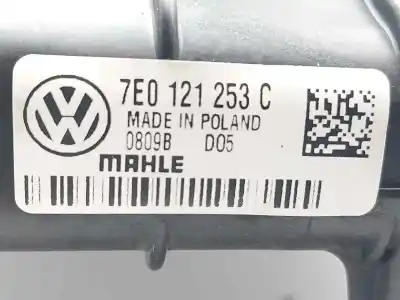 7E0 121 253 C
MADE IN POLAND
0809B D05
MAHLE